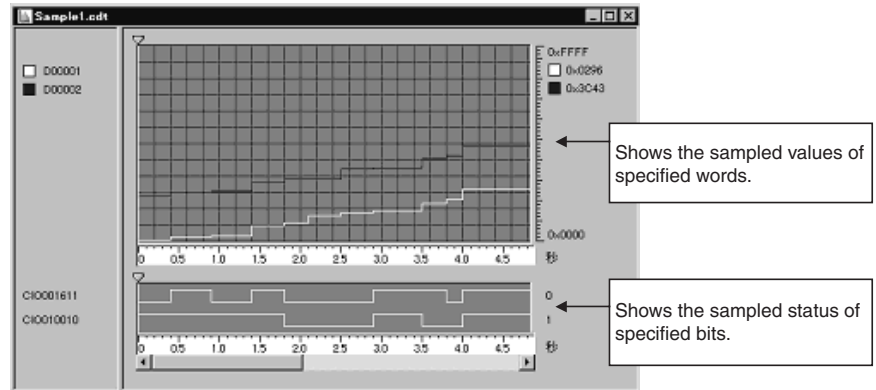 Sample1.cdt
D00001
D00002
0xFFFF
0x0296
0x3C43
0x0000
0 0.5 1.0 1.5 2.0 2.5 3.0 3.5 4.0 4.5 秒
Shows the sampled values of
specified words.
CIO001611
CIO010010
0
1
0 0.5 1.0 1.5 2.0 2.5 3.0 3.5 4.0 4.5 秒
Shows the sampled status of
specified bits.